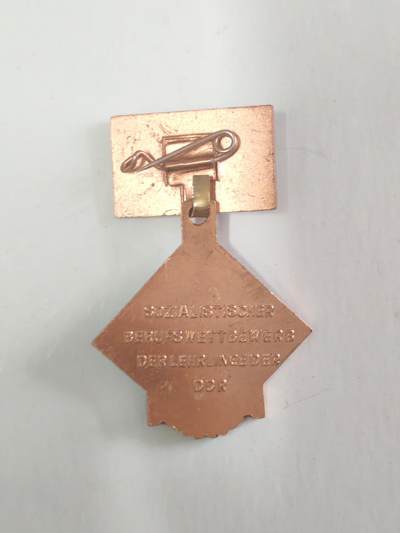 SOZIALISTISCHER
BERUFSWETTBEWERB
DER LEHRLINGE DER
DDR